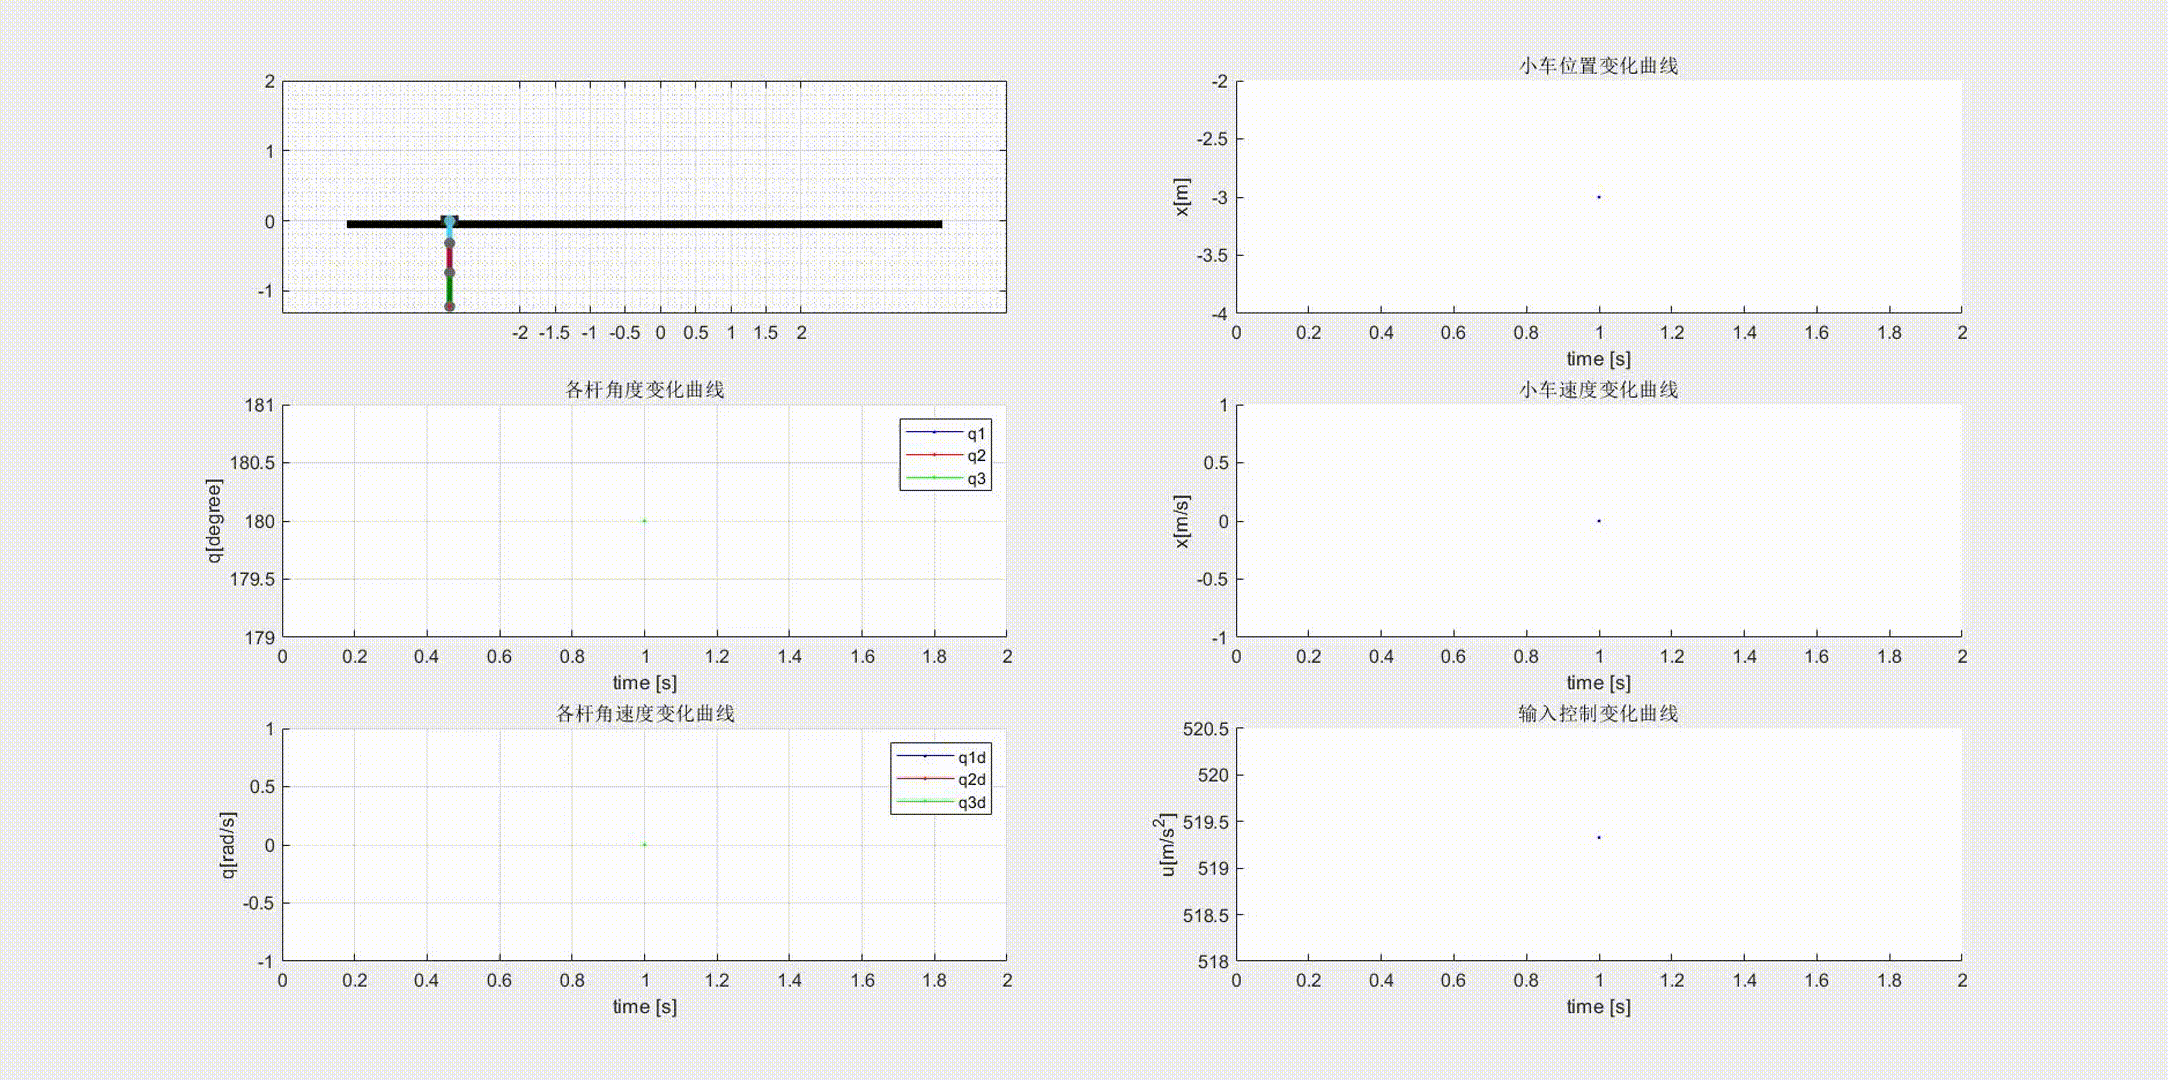 2
1
0
-1
-2 -1.5 -1 -0.5 0 0.5 1 1.5 2
小车位置变化曲线
-2
-2.5
-3
-3.5
-4
x[m]
0 0.2 0.4 0.6 0.8 1 1.2 1.4 1.6 1.8 2
time [s]
各杆角度变化曲线
181
180.5
180
179.5
179
q[degree]
q1
q2
q3
0 0.2 0.4 0.6 0.8 1 1.2 1.4 1.6 1.8 2
time [s]
小车速度变化曲线
1
0.5
0
-0.5
-1
x[m/s]
0 0.2 0.4 0.6 0.8 1 1.2 1.4 1.6 1.8 2
time [s]
各杆角速度变化曲线
1
0.5
0
-0.5
-1
q[rad/s]
q1d
q2d
q3d
0 0.2 0.4 0.6 0.8 1 1.2 1.4 1.6 1.8 2
time [s]
输入控制变化曲线
520.5
520
519.5
519
518.5
518
u[m/s²]
0 0.2 0.4 0.6 0.8 1 1.2 1.4 1.6 1.8 2
time [s]